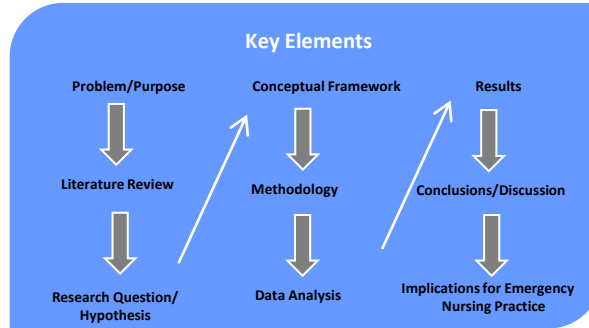 Key Elements
Problem/Purpose
Literature Review
Research Question/
Hypothesis
Conceptual Framework
Methodology
Data Analysis
Results
Conclusions/Discussion
Implications for Emergency
Nursing Practice